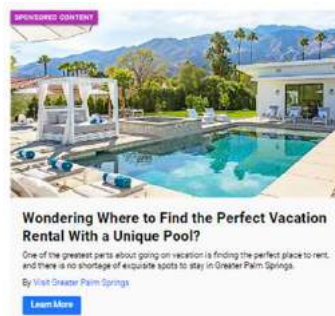 SPONSORED CONTENT
Wondering Where to Find the Perfect Vacation
Rental With a Unique Pool?
One of the greatest parts about going on vacation is finding the perfect place to rent,
and there is no shortage of exquisite spots to stay in Greater Palm Springs.
By Visit Greater Palm Springs
Learn More